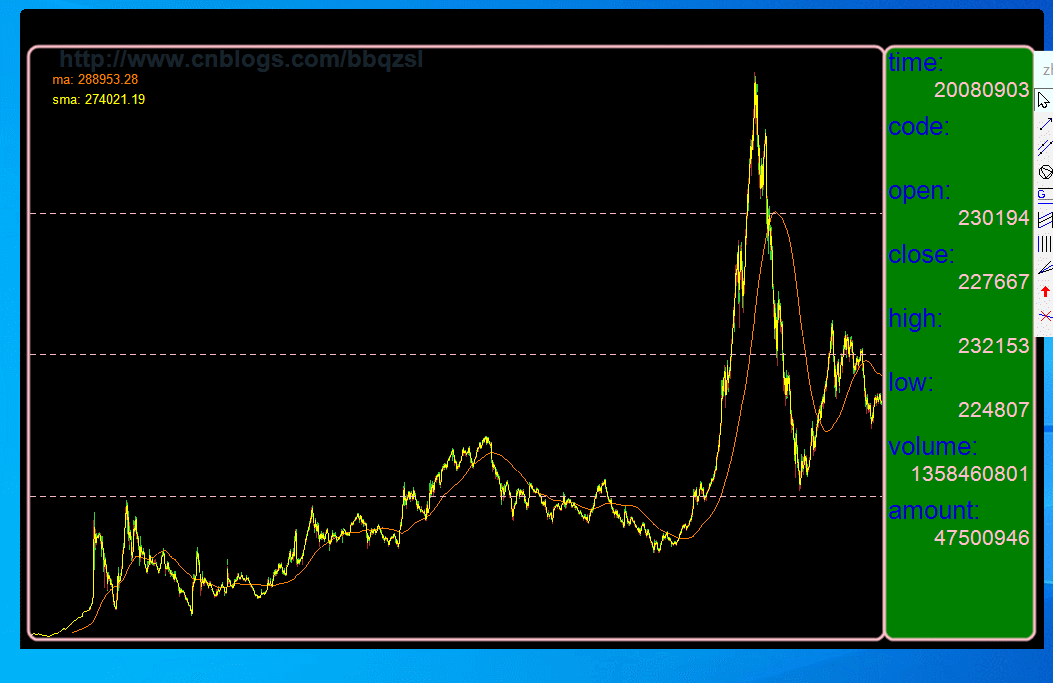 http://www.cnblogs.com/bbqzsl
ma: 288953.28
sma: 274021.19
time:
20080903
code:
open:
230194
close:
227667
high:
232153
low:
224807
volume:
1358460801
amount:
47500946
G